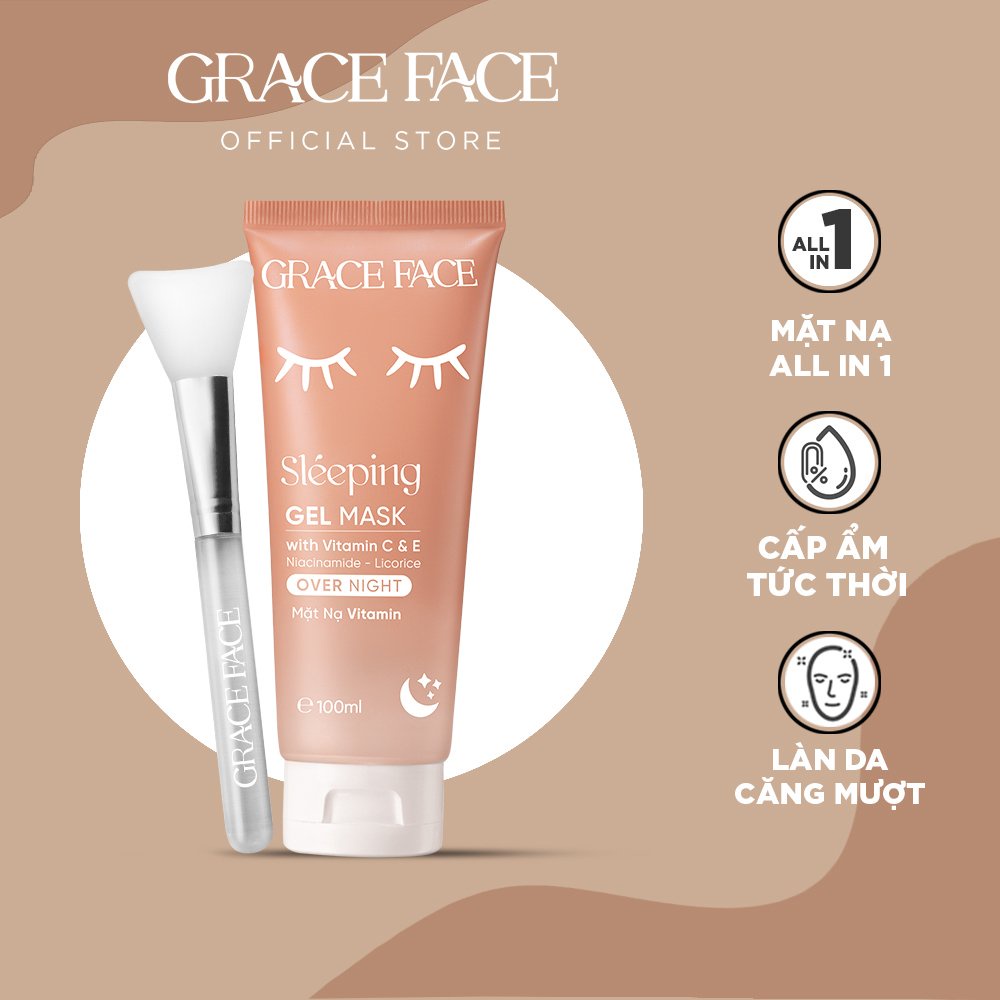 GRACE FACE
OFFICIAL STORE
GRACE FACE
Sléeping
GEL MASK
with Vitamin C & E
Niacinamide - Licorice
OVER NIGHT
Mặt Nạ Vitamin
℮ 100ml
GRACE FACE
ALL IN 1
MẶT NẠ
ALL IN 1
%
CẤP ẨM
TỨC THỜI
LÀN DA
CĂNG MƯỢT